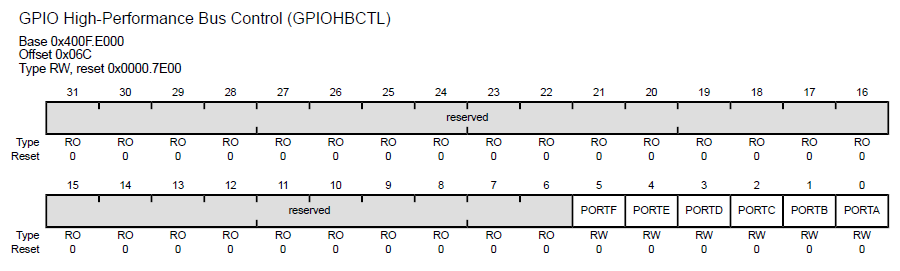 GPIO High-Performance Bus Control (GPIOHBCTL)
Base 0x400F.E000
Offset 0x06C
Type RW, reset 0x0000.7E00
31 30 29 28 27 26 25 24 23 22 21 20 19 18 17 16
reserved
Type RO RO RO RO RO RO RO RO RO RO RO RO RO RO RO RO
Reset 0 0 0 0 0 0 0 0 0 0 0 0 0 0 0 0
15 14 13 12 11 10 9 8 7 6 5 4 3 2 1 0
reserved PORTF PORTE PORTD PORTC PORTB PORTA
Type RO RO RO RO RO RO RO RO RO RO RW RW RW RW RW RW
Reset 0 0 0 0 0 0 0 0 0 0 0 0 0 0 0 0